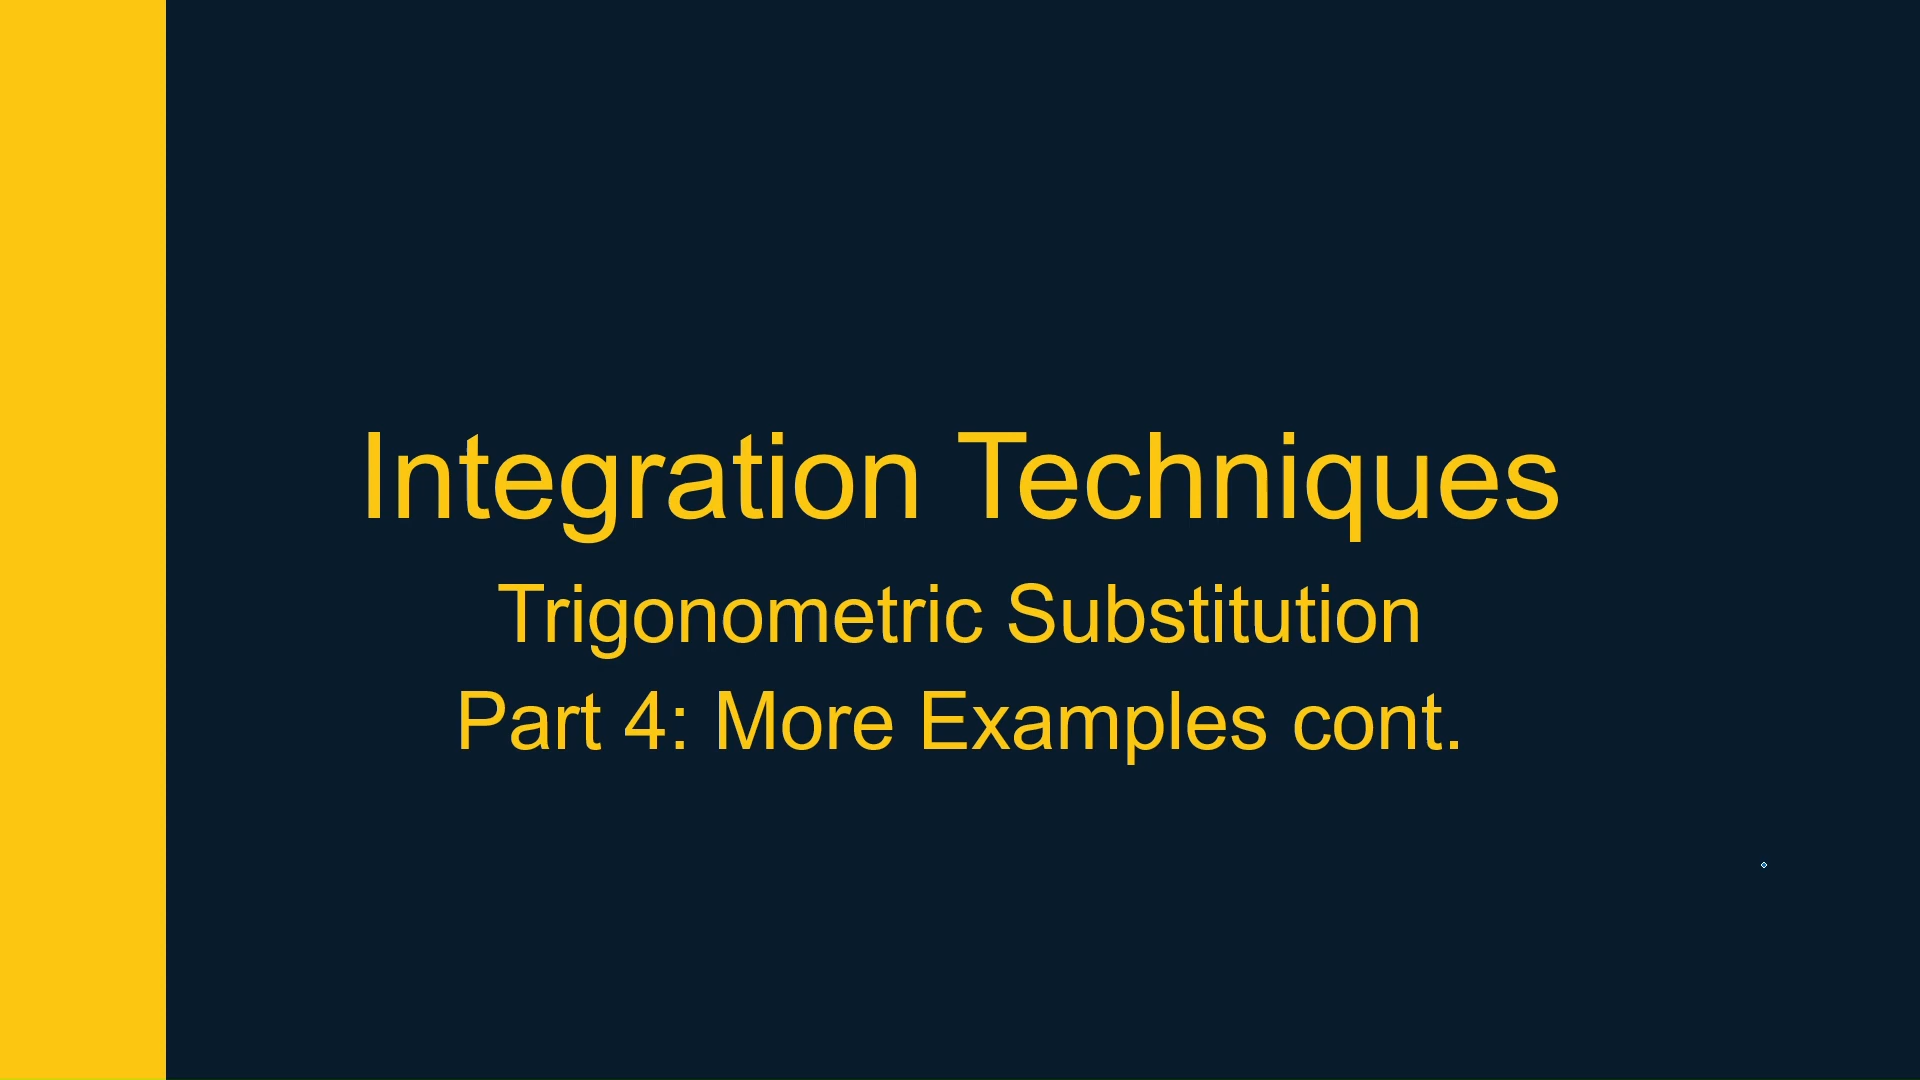 Integration Techniques
Trigonometric Substitution
Part 4: More Examples cont.